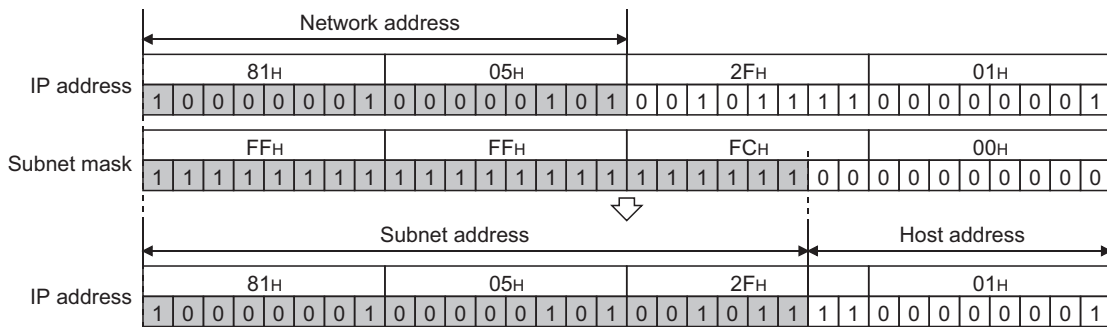 Network address
IP address 81H 05H 2FH 01H
1 0 0 0 0 0 0 1 0 0 0 0 0 1 0 1 0 0 1 0 1 1 1 1 0 0 0 0 0 0 0 1
Subnet mask FFH FFH FCH 00H
1 1 1 1 1 1 1 1 1 1 1 1 1 1 1 1 1 1 1 1 1 1 0 0 0 0 0 0 0 0 0 0
Subnet address Host address
IP address 81H 05H 2FH 01H
1 0 0 0 0 0 0 1 0 0 0 0 0 1 0 1 0 0 1 0 1 1 1 1 0 0 0 0 0 0 0 1